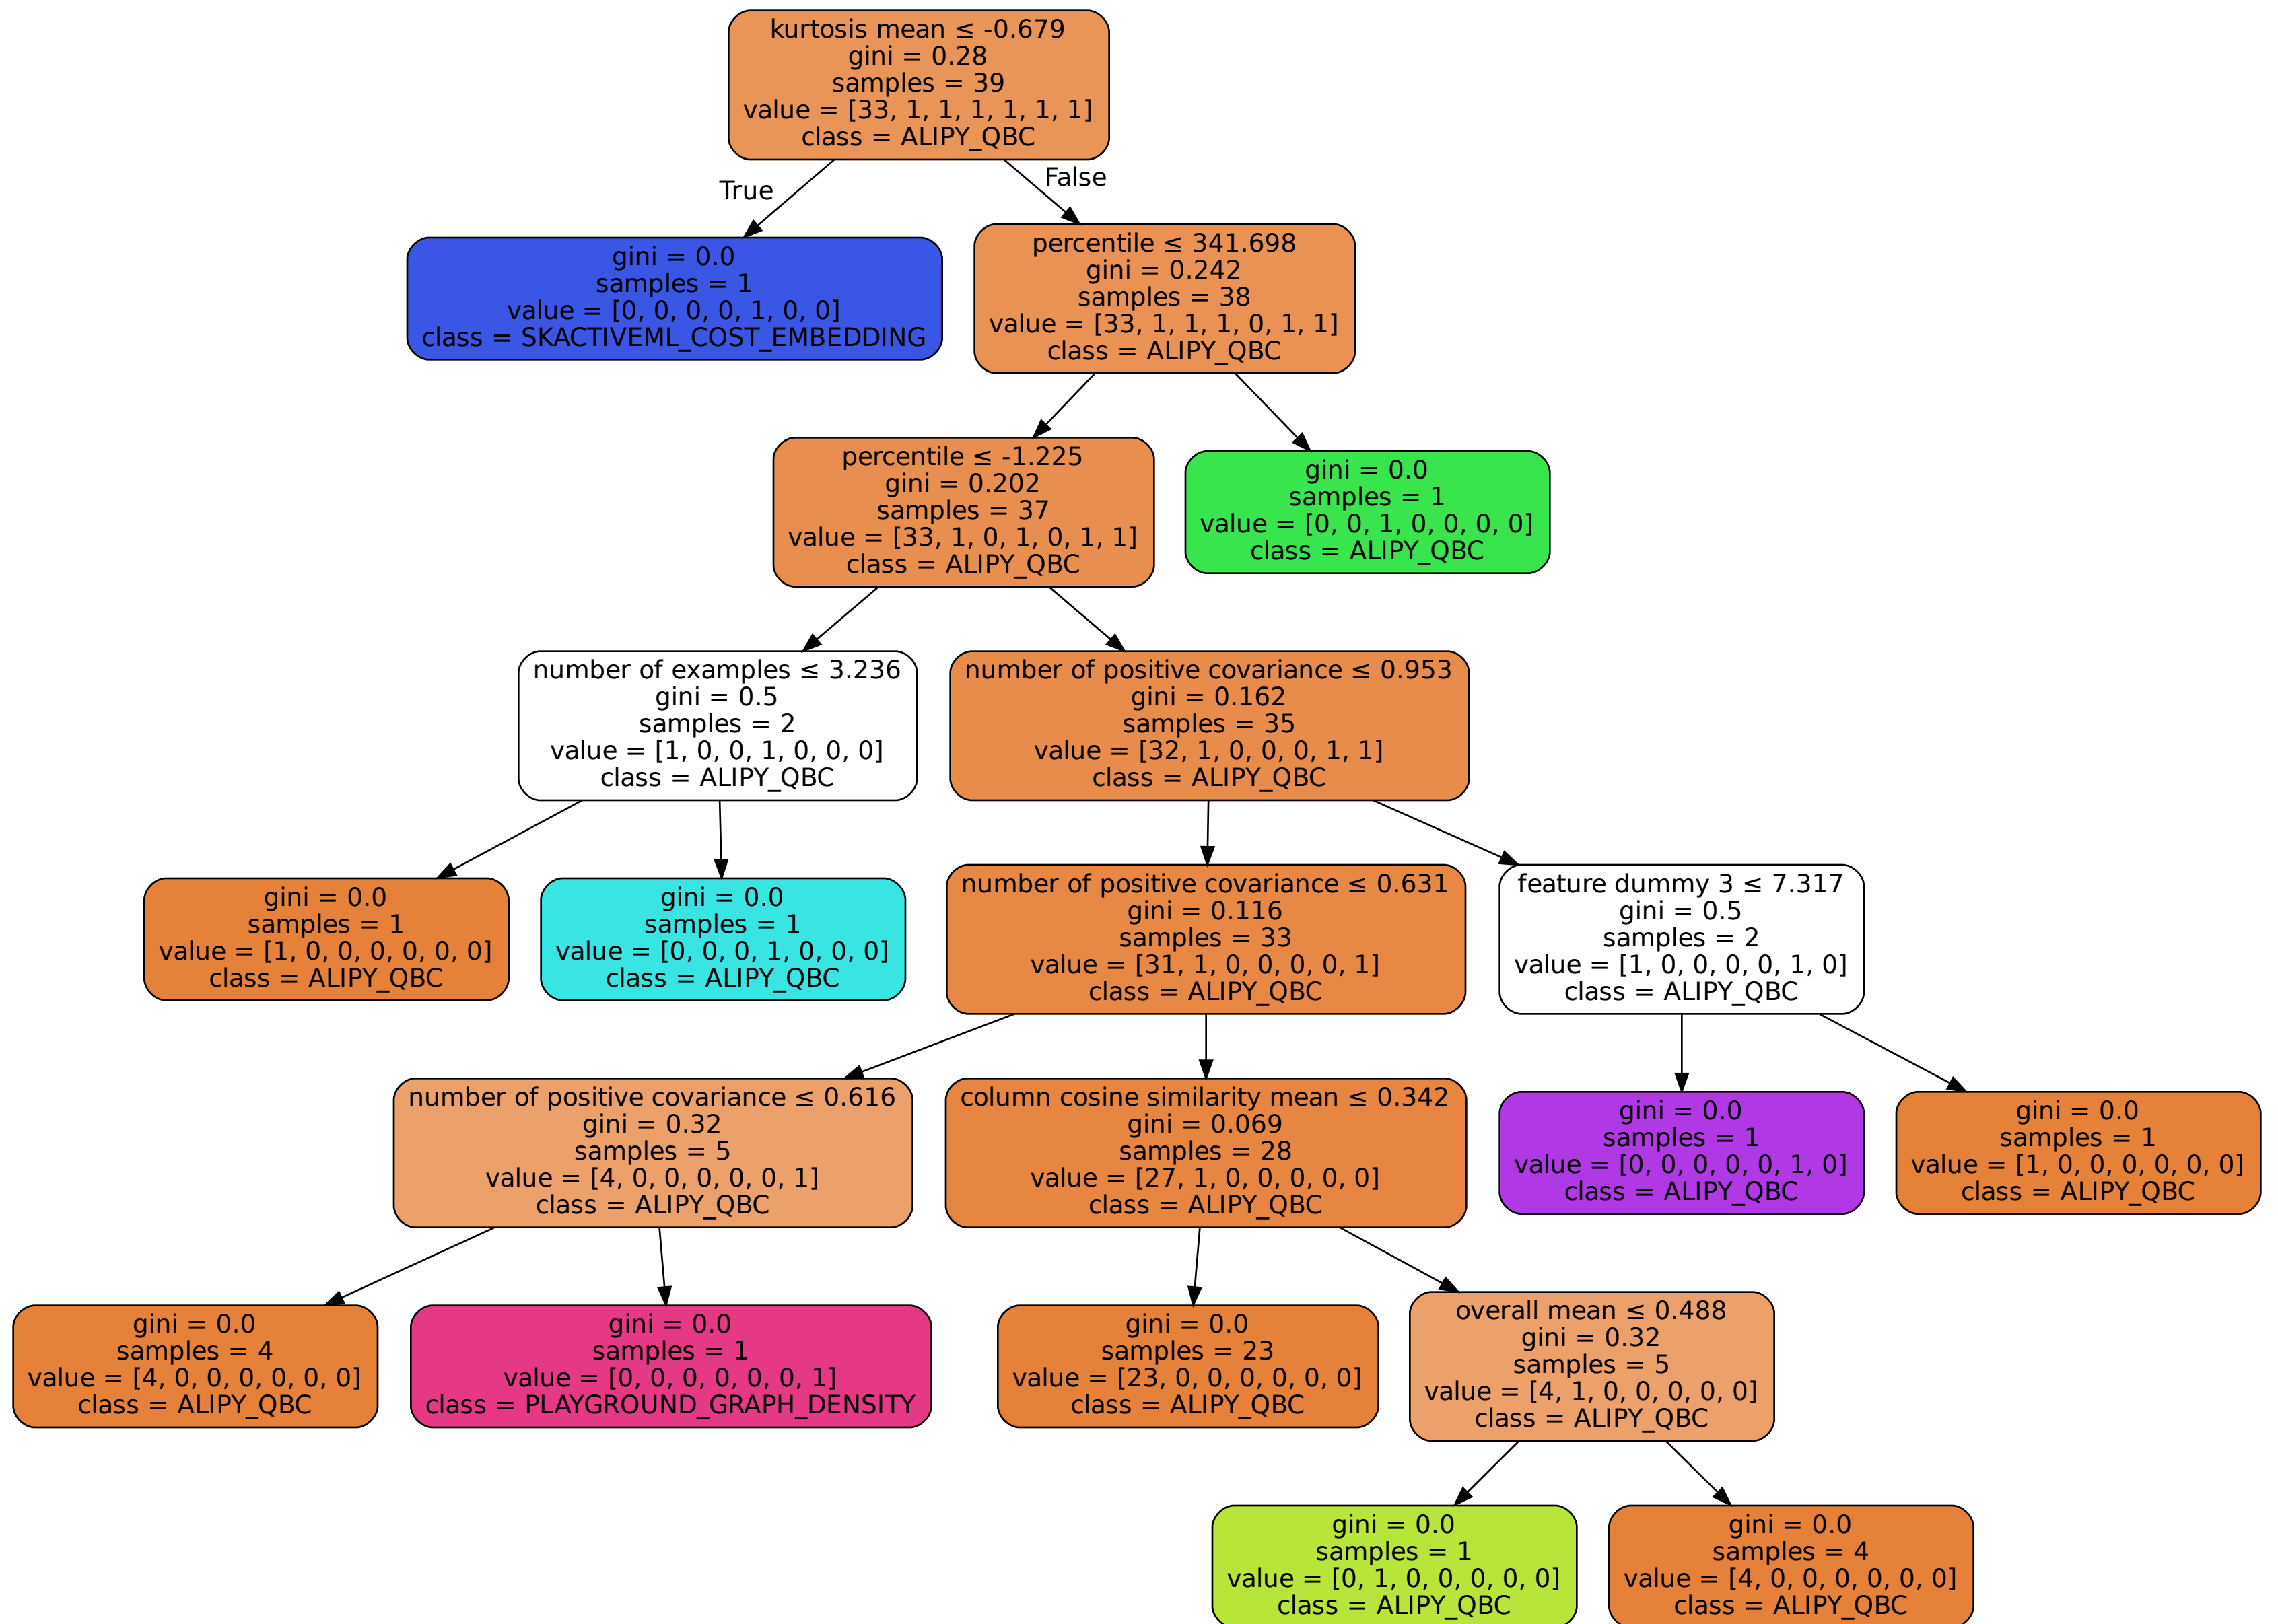 kurtosis mean ≤ -0.679
gini = 0.28
samples = 39
value = [33, 1, 1, 1, 1, 1, 1]
class = ALIPY_QBC
True
False
gini = 0.0
samples = 1
value = [0, 0, 0, 0, 1, 0, 0]
class = SKACTIVEML_COST_EMBEDDING
percentile ≤ 341.698
gini = 0.242
samples = 38
value = [33, 1, 1, 1, 0, 1, 1]
class = ALIPY_QBC
percentile ≤ -1.225
gini = 0.202
samples = 37
value = [33, 1, 0, 1, 0, 1, 1]
class = ALIPY_QBC
gini = 0.0
samples = 1
value = [0, 0, 1, 0, 0, 0, 0]
class = ALIPY_QBC
number of examples ≤ 3.236
gini = 0.5
samples = 2
value = [1, 0, 0, 1, 0, 0, 0]
class = ALIPY_QBC
number of positive covariance ≤ 0.953
gini = 0.162
samples = 35
value = [32, 1, 0, 0, 0, 1, 1]
class = ALIPY_QBC
gini = 0.0
samples = 1
value = [1, 0, 0, 0, 0, 0, 0]
class = ALIPY_QBC
gini = 0.0
samples = 1
value = [0, 0, 0, 1, 0, 0, 0]
class = ALIPY_QBC
number of positive covariance ≤ 0.631
gini = 0.116
samples = 33
value = [31, 1, 0, 0, 0, 0, 1]
class = ALIPY_QBC
feature dummy 3 ≤ 7.317
gini = 0.5
samples = 2
value = [1, 0, 0, 0, 0, 1, 0]
class = ALIPY_QBC
number of positive covariance ≤ 0.616
gini = 0.32
samples = 5
value = [4, 0, 0, 0, 0, 0, 1]
class = ALIPY_QBC
column cosine similarity mean ≤ 0.342
gini = 0.069
samples = 28
value = [27, 1, 0, 0, 0, 0, 0]
class = ALIPY_QBC
gini = 0.0
samples = 1
value = [0, 0, 0, 0, 0, 1, 0]
class = ALIPY_QBC
gini = 0.0
samples = 1
value = [1, 0, 0, 0, 0, 0, 0]
class = ALIPY_QBC
gini = 0.0
samples = 4
value = [4, 0, 0, 0, 0, 0, 0]
class = ALIPY_QBC
gini = 0.0
samples = 1
value = [0, 0, 0, 0, 0, 0, 1]
class = PLAYGROUND_GRAPH_DENSITY
gini = 0.0
samples = 23
value = [23, 0, 0, 0, 0, 0, 0]
class = ALIPY_QBC
overall mean ≤ 0.488
gini = 0.32
samples = 5
value = [4, 1, 0, 0, 0, 0, 0]
class = ALIPY_QBC
gini = 0.0
samples = 1
value = [0, 1, 0, 0, 0, 0, 0]
class = ALIPY_QBC
gini = 0.0
samples = 4
value = [4, 0, 0, 0, 0, 0, 0]
class = ALIPY_QBC